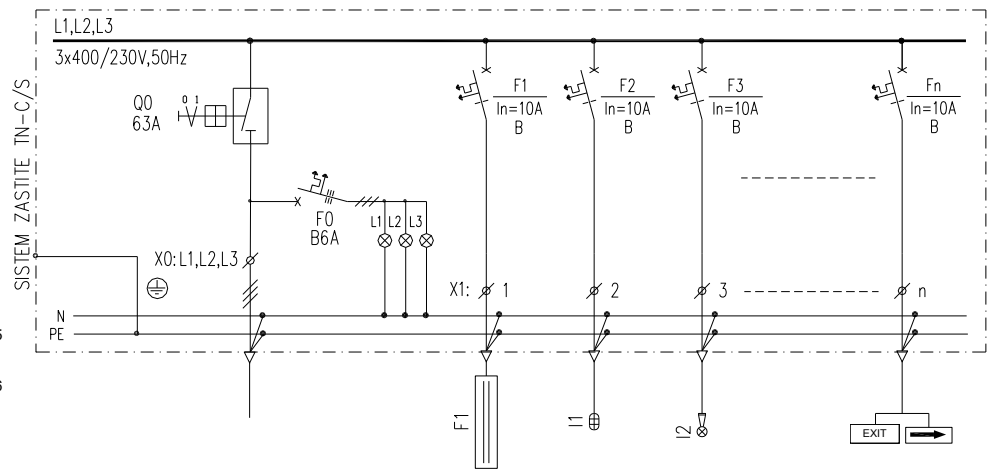 L1,L2,L3
3x400/230V,50Hz
SISTEM ZASTITE TN-C/S
Q0
63A
0 1
F0
B6A
L1 L2 L3
X0:L1,L2,L3
F1
In=10A
B
F2
In=10A
B
F3
In=10A
B
Fn
In=10A
B
X1: 1 2 3 n
N
PE
F1
I1
I2
EXIT